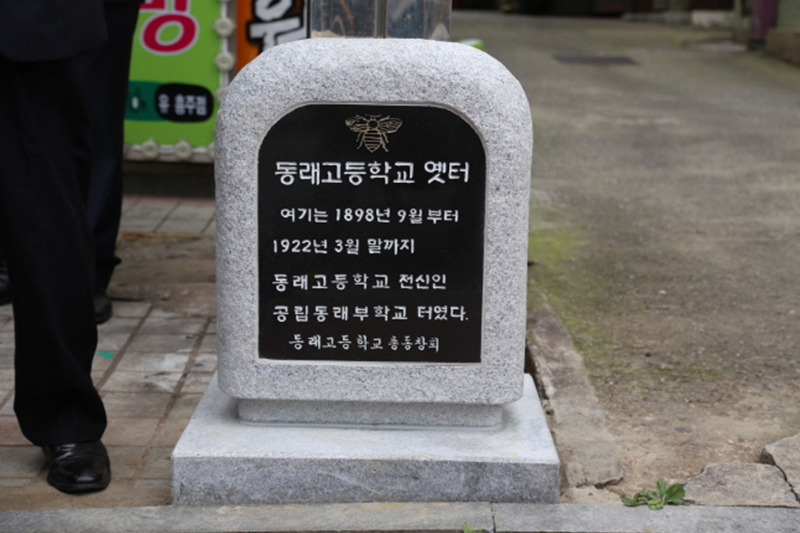 동래고등학교 옛터
여기는 1898년 9월부터
1922년 3월 말까지
동래고등학교 전신인
공립동래부학교 터였다.
동래고등학교 총동창회